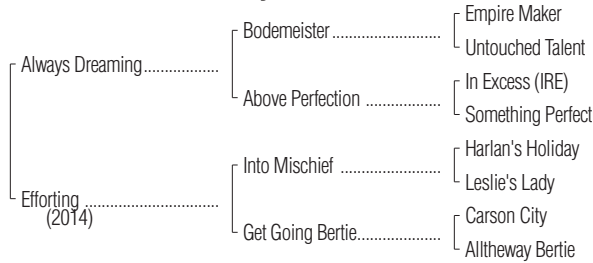 Empire Maker
Bodemeister
Untouched Talent
Always Dreaming
In Excess (IRE)
Above Perfection
Something Perfect
Harlan's Holiday
Into Mischief
Leslie's Lady
Efforting
(2014)
Carson City
Get Going Bertie
Alltheway Bertie